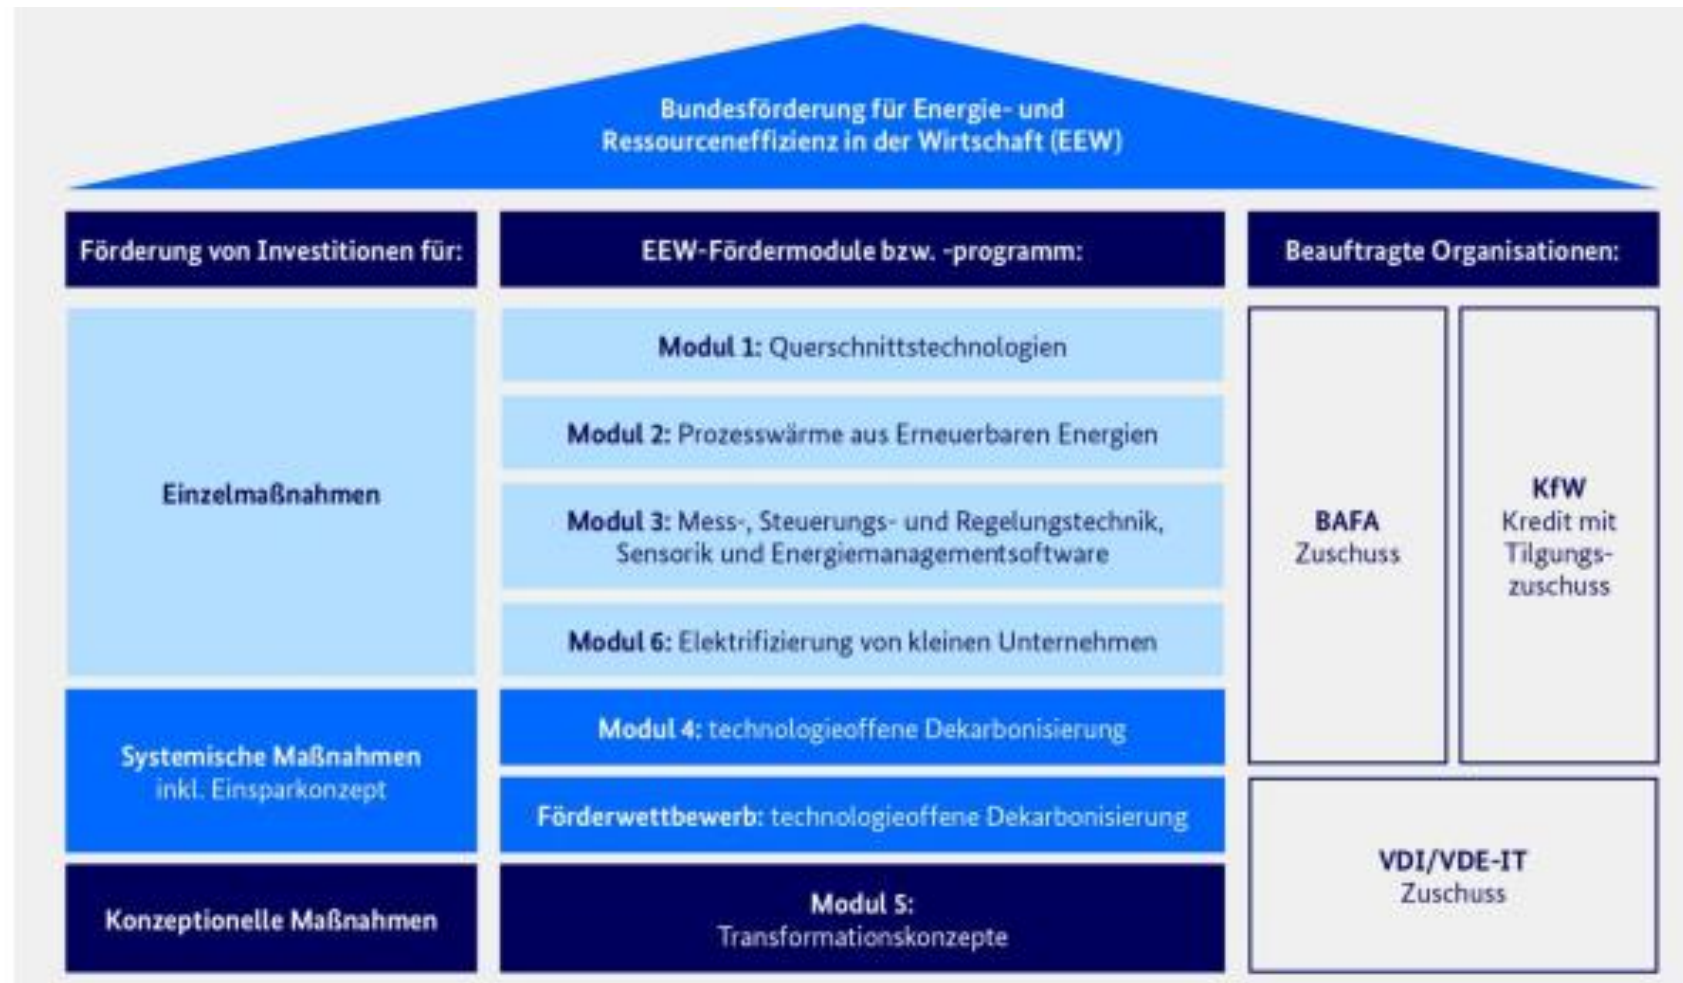 Bundesförderung für Energie- und
Ressourceneffizienz in der Wirtschaft (EEW)
Förderung von Investitionen für:
EEW-Fördermodule bzw. -programm:
Beauftragte Organisationen:
Einzelmaßnahmen
Modul 1: Querschnittstechnologien
Modul 2: Prozesswärme aus Erneuerbaren Energien
Modul 3: Mess-, Steuerungs- und Regelungstechnik,
Sensorik und Energiemanagementsoftware
Modul 6: Elektrifizierung von kleinen Unternehmen
BAFA
Zuschuss
KfW
Kredit mit
Tilgungs-
zuschuss
Systemische Maßnahmen
inkl. Einsparkonzept
Modul 4: technologieoffene Dekarbonisierung
Förderwettbewerb: technologieoffene Dekarbonisierung
VDI/VDE-IT
Zuschuss
Konzeptionelle Maßnahmen
Modul 5:
Transformationskonzepte